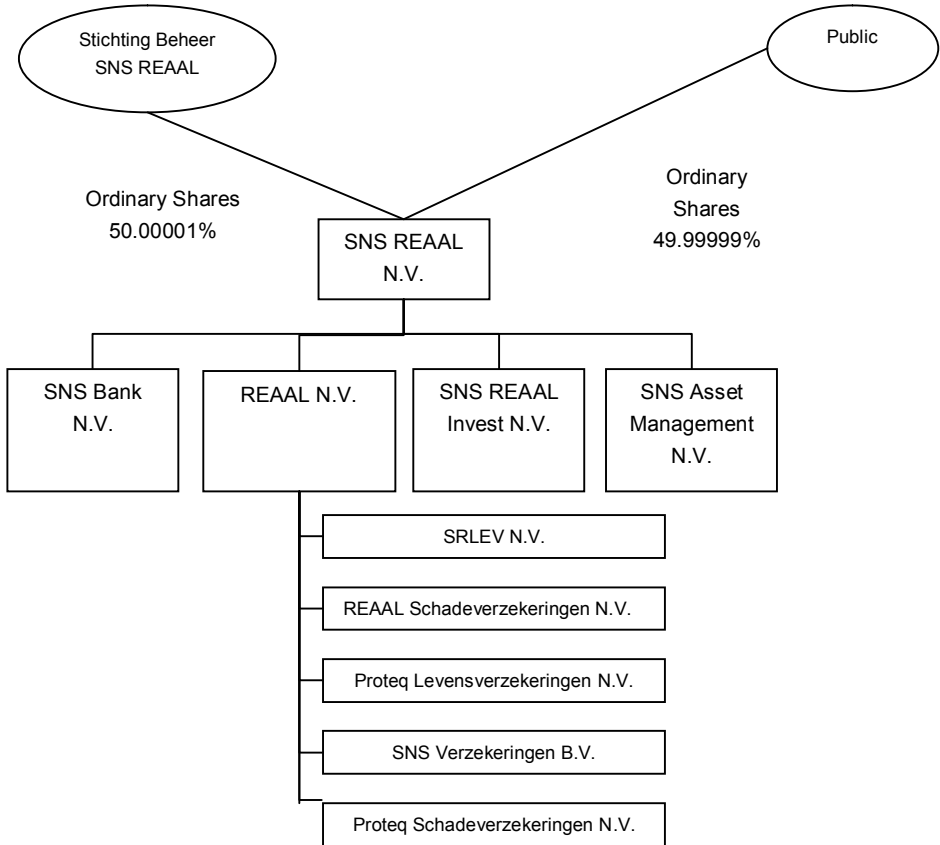 Stichting Beheer
SNS REAAL
Public
Ordinary Shares
50.00001%
Ordinary
Shares
49.99999%
SNS REAAL
N.V.
SNS Bank
N.V.
REAAL N.V.
SNS REAAL
Invest N.V.
SNS Asset
Management
N.V.
SRLEV N.V.
REAAL Schadeverzekeringen N.V.
Proteq Levensverzekeringen N.V.
SNS Verzekeringen B.V.
Proteq Schadeverzekeringen N.V.